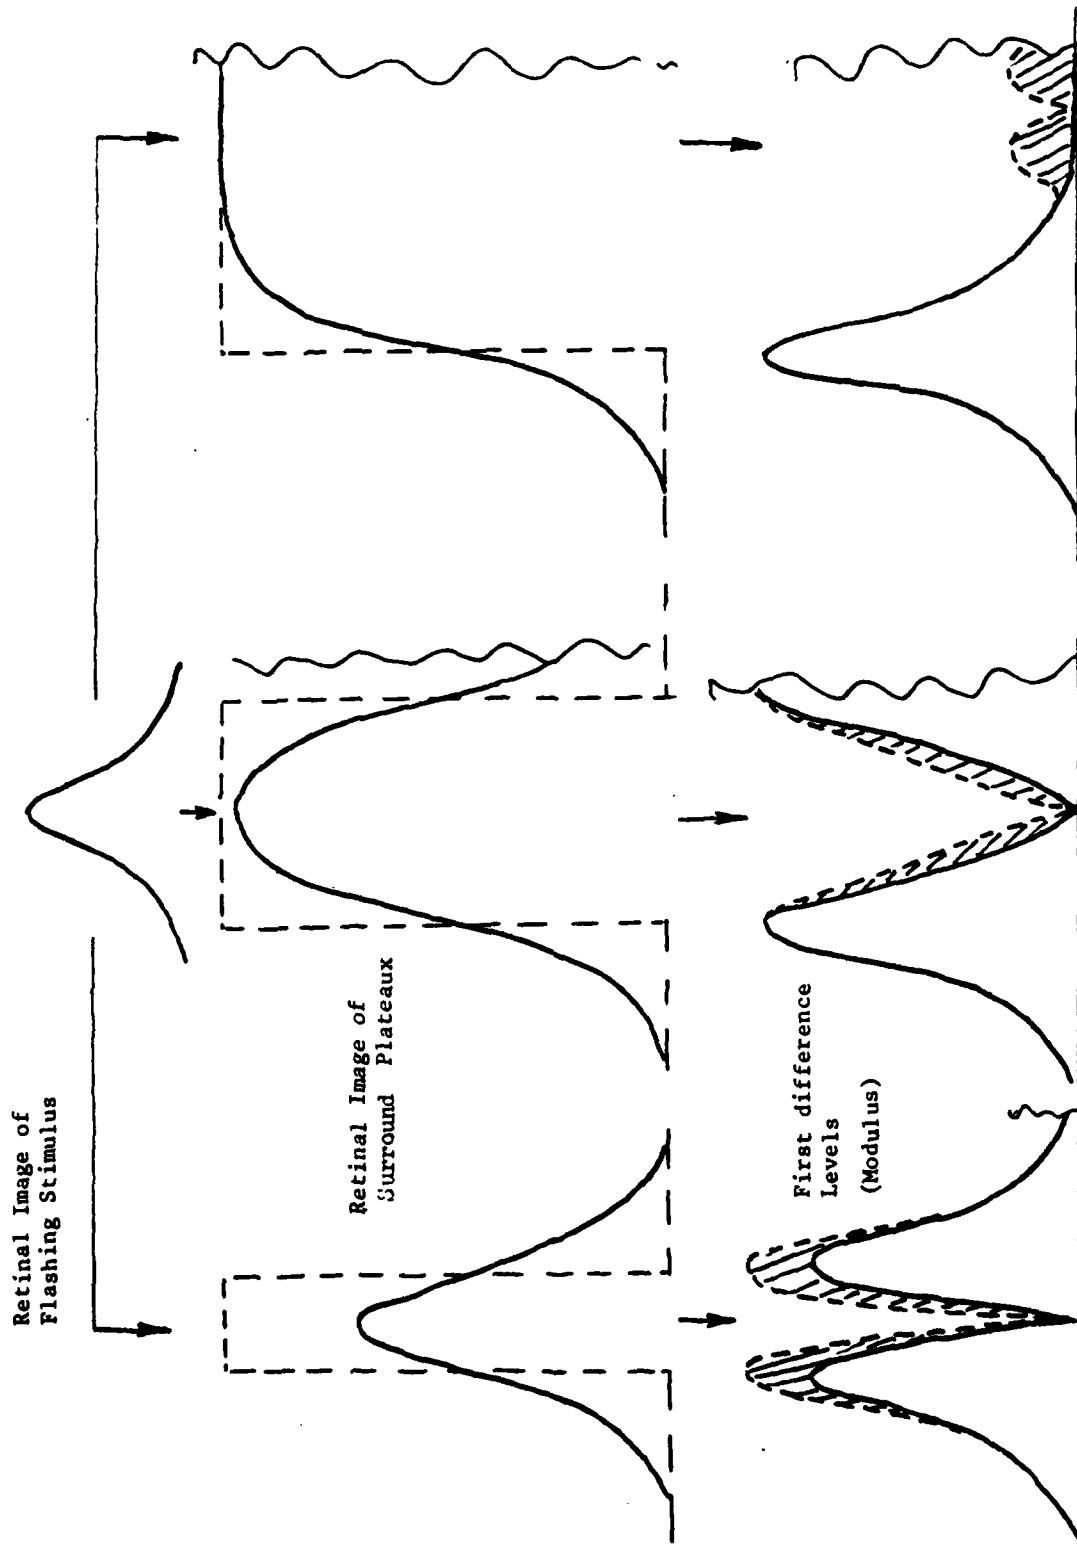 Retinal Image of
Flashing Stimulus
Retinal Image of
Surround Plateaux
First difference
Levels
(Modulus)